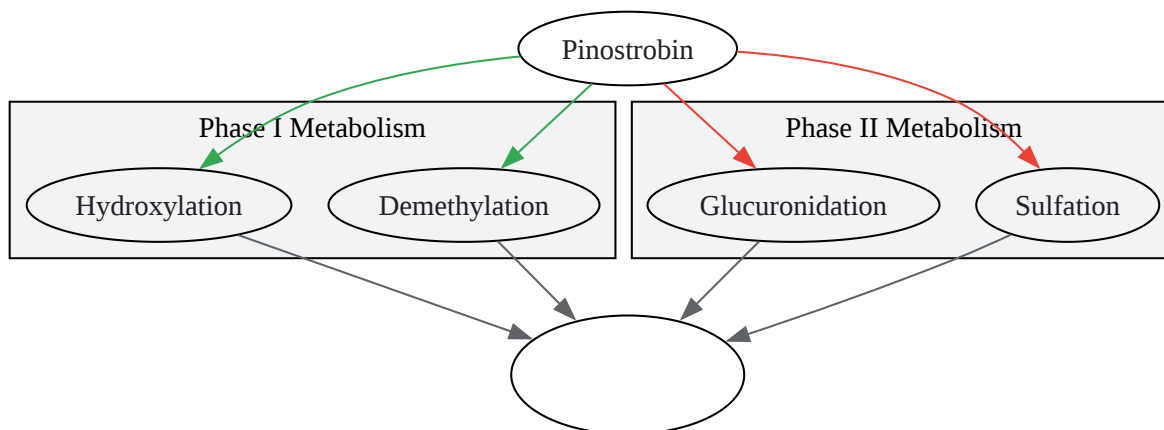 Pinostrobin
Phase I Metabolism
Phase II Metabolism
Hydroxylation
Demethylation
Glucuronidation
Sulfation